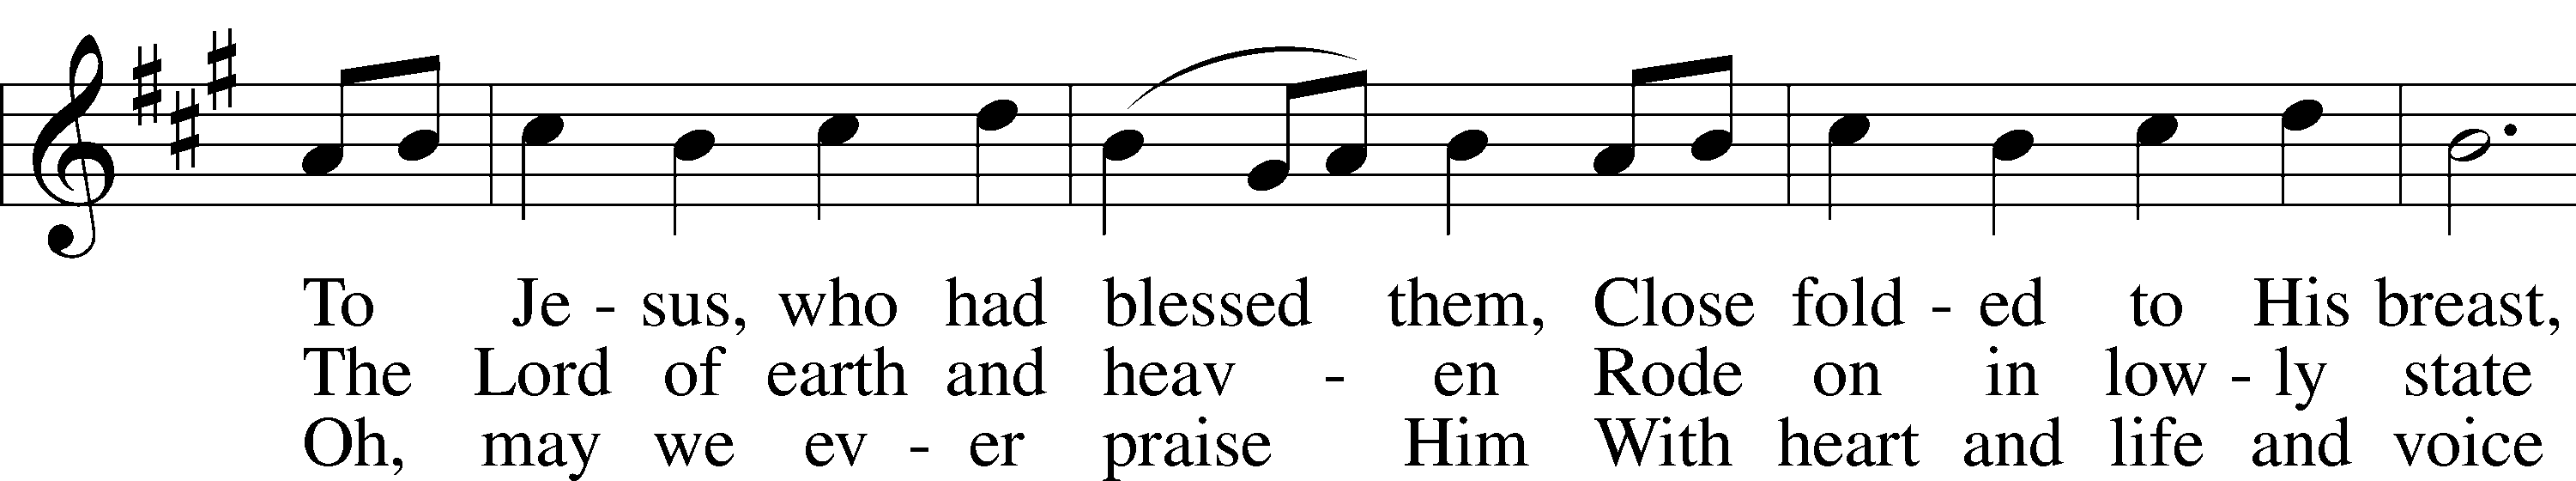 To Je - sus, who had blessed them, Close fold - ed to His breast,
The Lord of earth and heav - en Rode on in low - ly state
Oh, may we ev - er praise Him With heart and life and voice